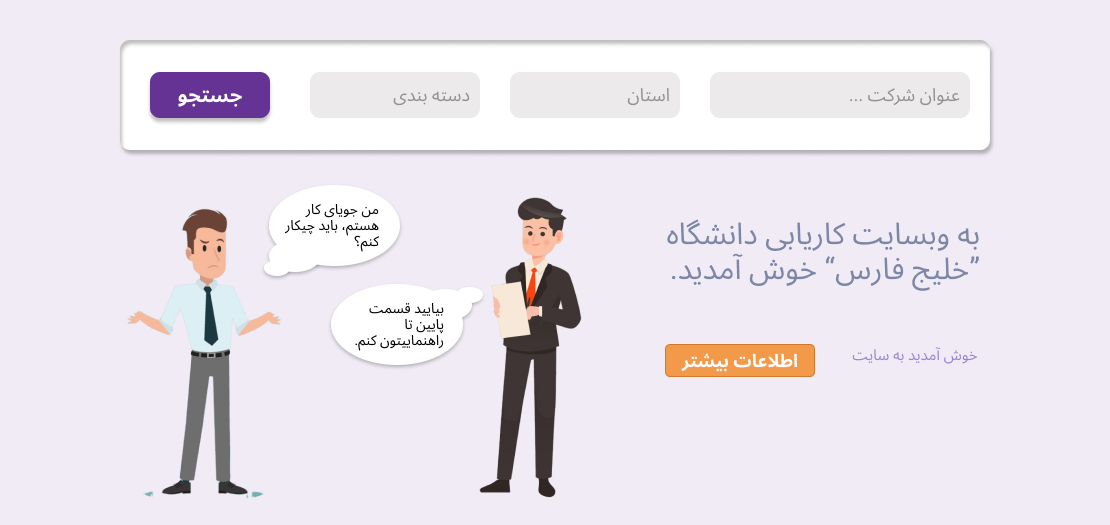 عنوان شرکت ...
استان
دسته بندی
جستجو
به وبسایت کاریابی دانشگاه
”خلیج فارس“ خوش آمدید.
خوش آمدید به سایت
اطلاعات بیشتر
من جویای کار
هستم، باید چیکار
کنم؟
بیایید قسمت
پایین تا
راهنماییتون کنم.